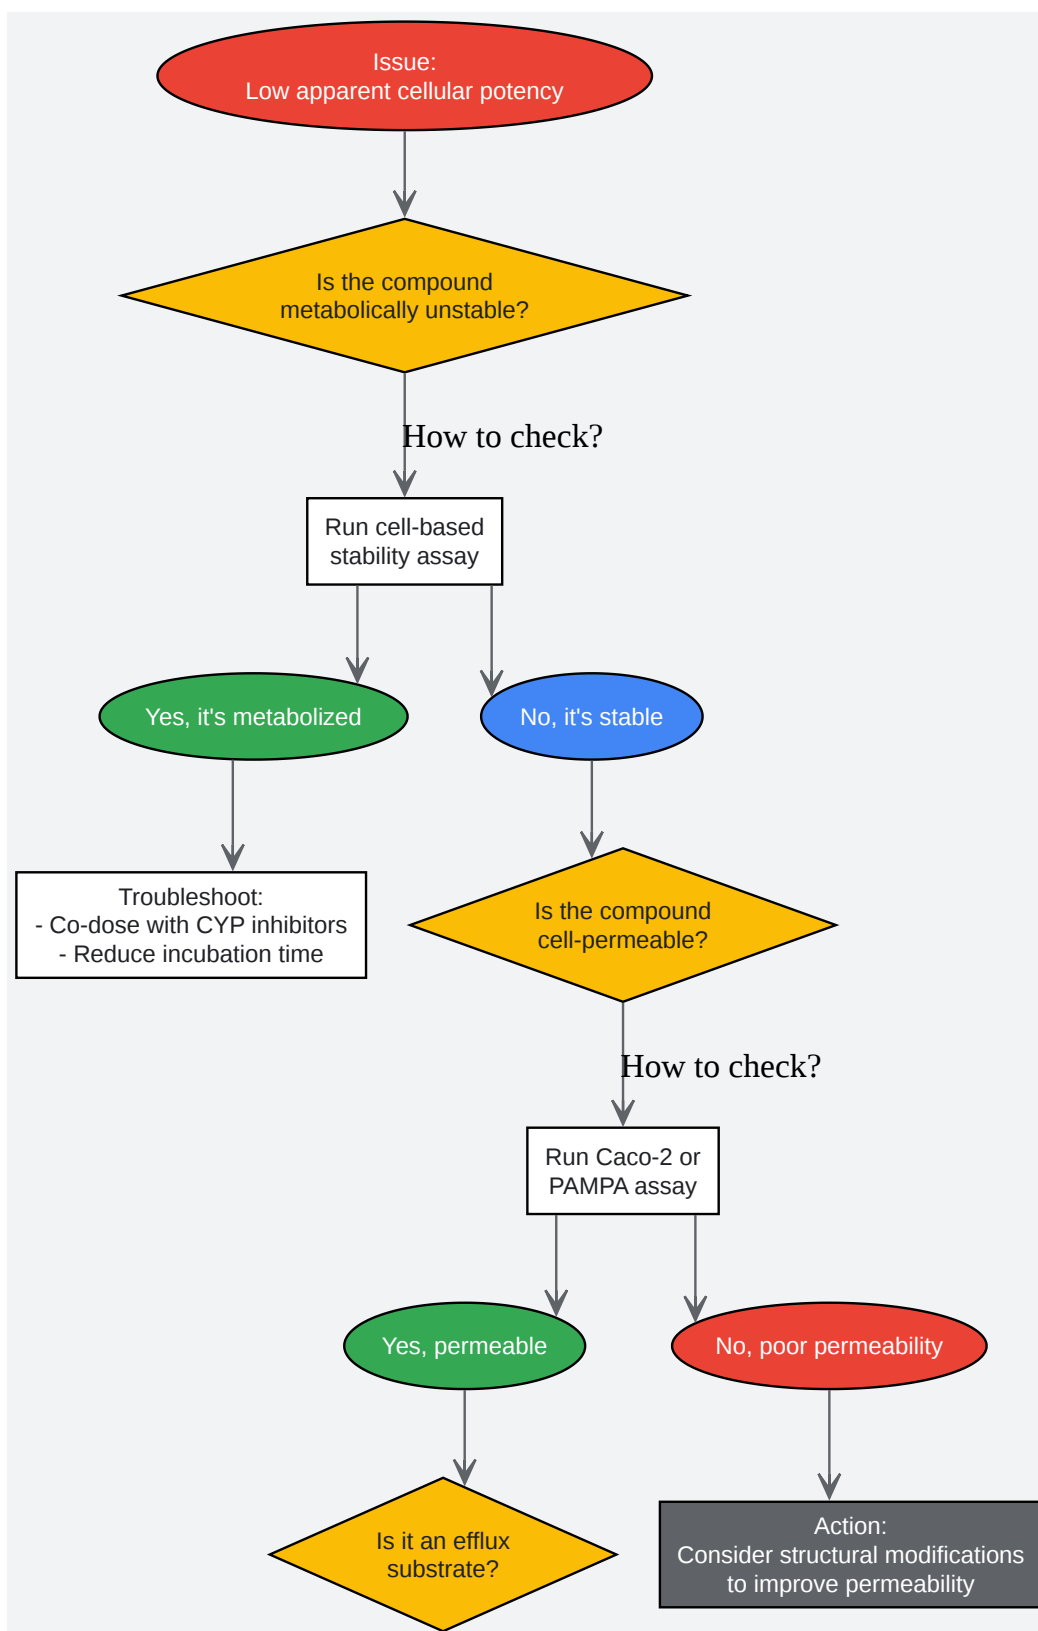 Issue:
Low apparent cellular potency
Is the compound
metabolically unstable?
How to check?
Run cell-based
stability assay
Yes, it's metabolized
No, it's stable
Troubleshoot:
- Co-dose with CYP inhibitors
- Reduce incubation time
Is the compound
cell-permeable?
How to check?
Run Caco-2 or
PAMPA assay
Yes, permeable
No, poor permeability
Is it an efflux
substrate?
Action:
Consider structural modifications
to improve permeability